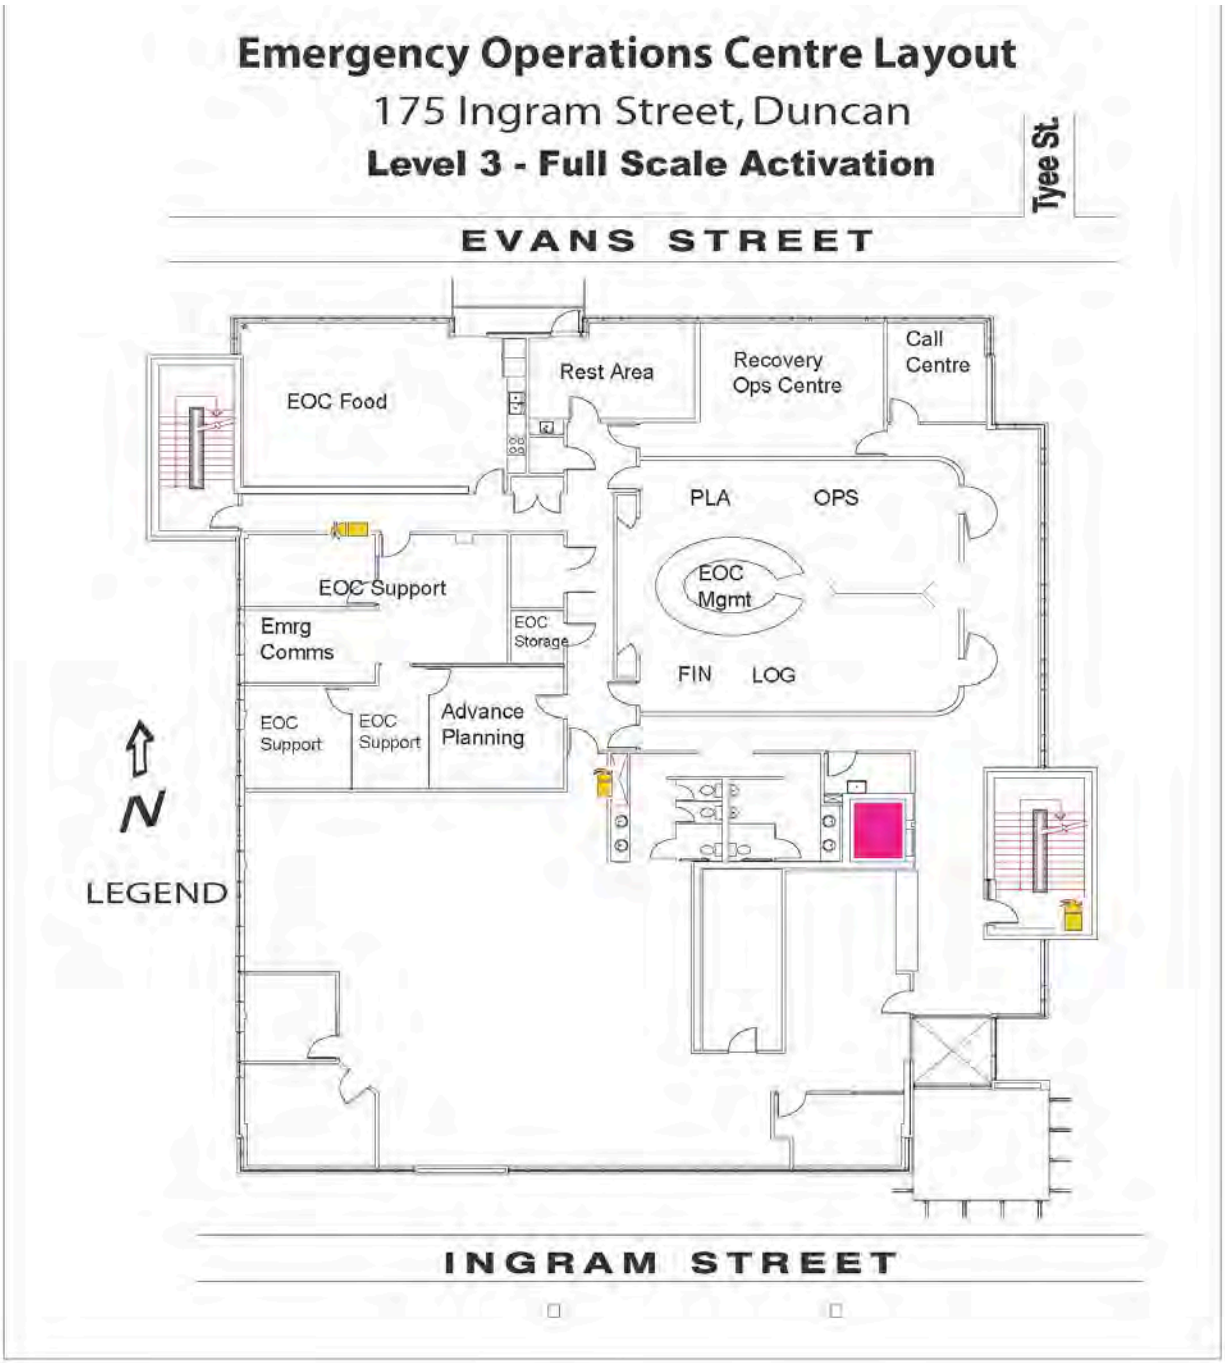 Emergency Operations Centre Layout
175 Ingram Street, Duncan
Level 3 - Full Scale Activation
Tyee St.
EVANS STREET
Call
Centre
Recovery
Ops Centre
Rest Area
EOC Food
PLA
OPS
EOC
Mgmt
EOC Support
EOC
Storage
Emrg
Comms
FIN
LOG
Advance
Planning
EOC
Support
EOC
Support
N
LEGEND
INGRAM STREET